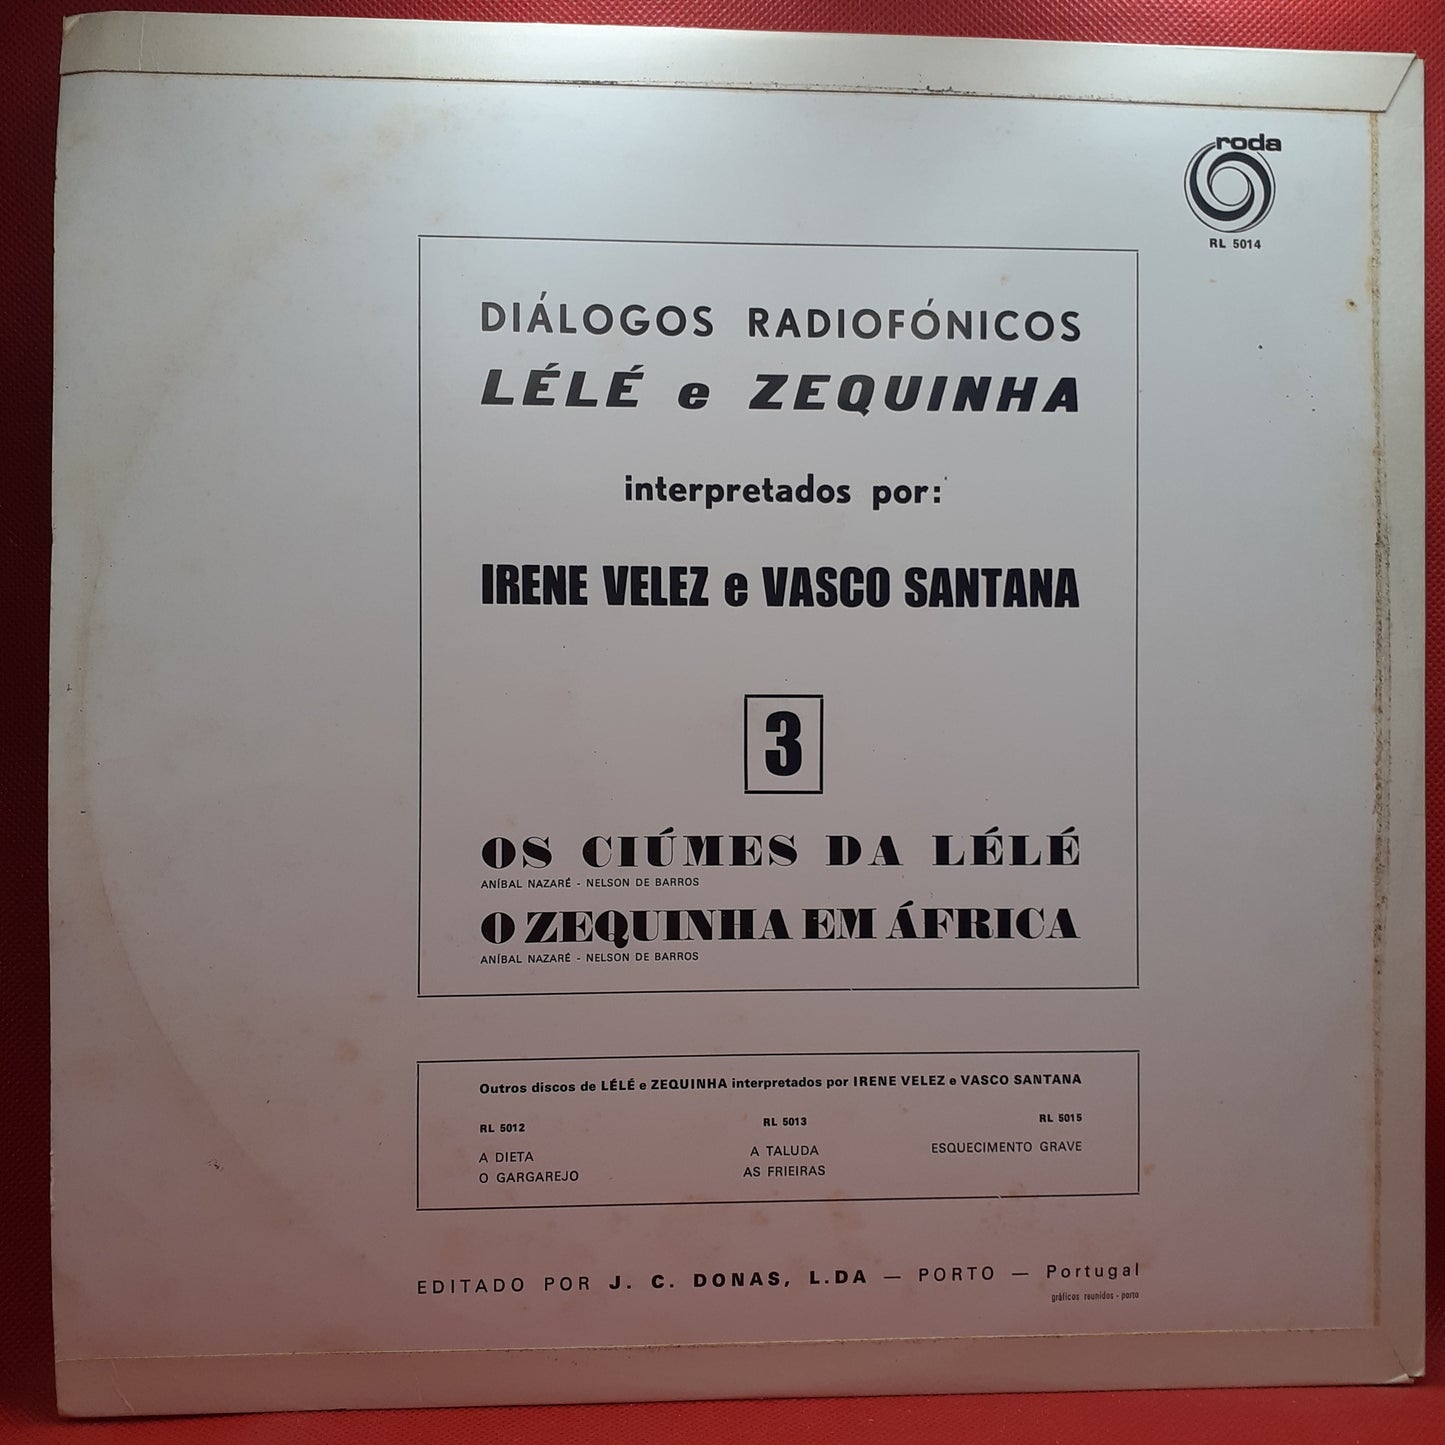 roda
RL 5014
DIÁLOGOS RADIOFÓNICOS
LÉLÉ e ZEQUINHA
interpretados por:
IRENE VELEZ e VASCO SANTANA
3
OS CIÚMES DA LÉLÉ
ANÍBAL NAZARÉ - NELSON DE BARROS
O ZEQUINHA EM ÁFRICA
ANÍBAL NAZARÉ - NELSON DE BARROS
Outros discos de LÉLÉ e ZEQUINHA interpretados por IRENE VELEZ e VASCO SANTANA
RL 5012
A DIETA
O GARGAREJO
RL 5013
A TALUDA
AS FRIEIRAS
RL 5015
ESQUECIMENTO GRAVE
EDITADO POR J. C. DONAS, L.DA — PORTO — Portugal
gráficos reunidos - porto